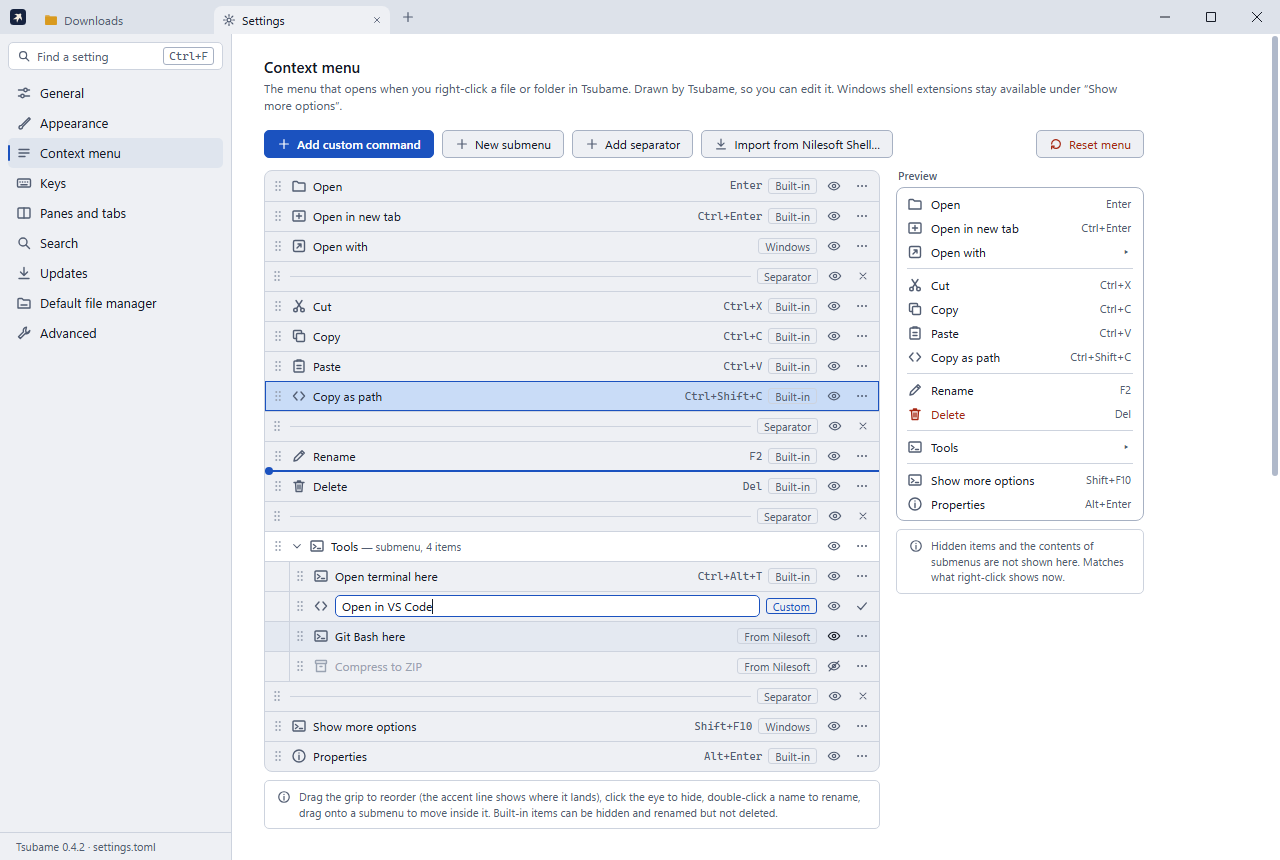 Downloads
Settings
Find a setting
Ctrl+F
General
Appearance
Context menu
Keys
Panes and tabs
Search
Updates
Default file manager
Advanced
Tsubame 0.4.2 · settings.toml
Context menu
The menu that opens when you right-click a file or folder in Tsubame. Drawn by Tsubame, so you can edit it. Windows shell extensions stay available under “Show
more options”.
Add custom command
New submenu
Add separator
Import from Nilesoft Shell...
Reset menu
Open Enter Built-in
Open in new tab Ctrl+Enter Built-in
Open with Windows
Separator
Cut Ctrl+X Built-in
Copy Ctrl+C Built-in
Paste Ctrl+V Built-in
Copy as path Ctrl+Shift+C Built-in
Separator
Rename F2 Built-in
Delete Del Built-in
Separator
Tools — submenu, 4 items
Open terminal here Ctrl+Alt+T Built-in
Open in VS Code Custom
Git Bash here From Nilesoft
Compress to ZIP From Nilesoft
Separator
Show more options Shift+F10 Windows
Properties Alt+Enter Built-in
Drag the grip to reorder (the accent line shows where it lands), click the eye to hide, double-click a name to rename,
drag onto a submenu to move inside it. Built-in items can be hidden and renamed but not deleted.
Preview
Open Enter
Open in new tab Ctrl+Enter
Open with
Cut Ctrl+X
Copy Ctrl+C
Paste Ctrl+V
Copy as path Ctrl+Shift+C
Rename F2
Delete Del
Tools
Show more options Shift+F10
Properties Alt+Enter
Hidden items and the contents of
submenus are not shown here. Matches
what right-click shows now.